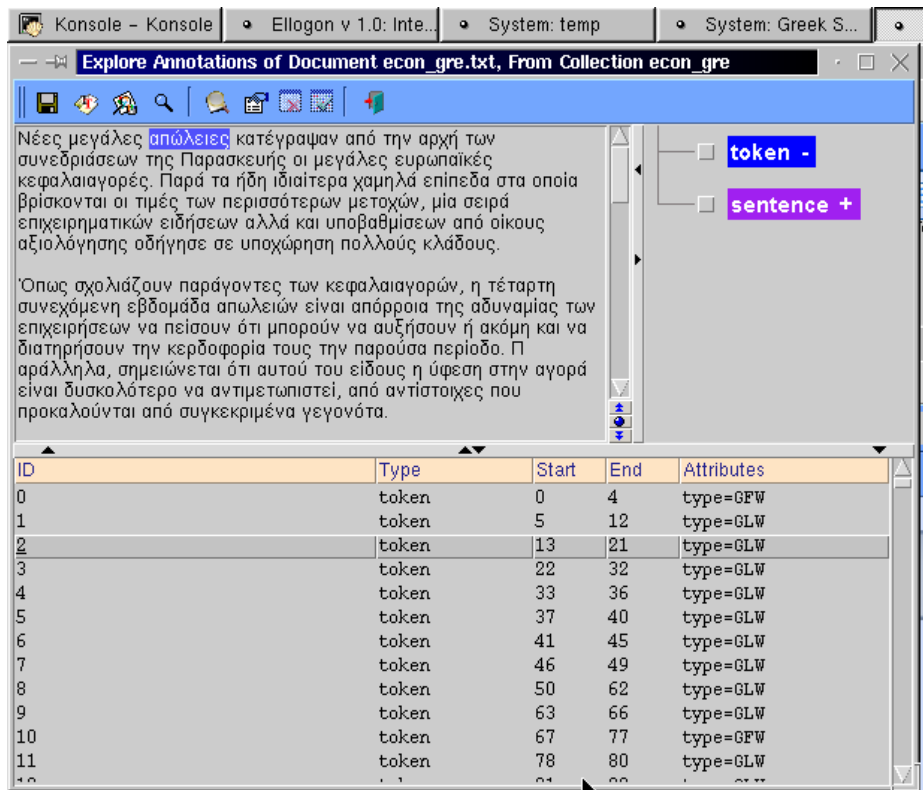 Konsole – Konsole
Ellogon v 1.0: Inte...
System: temp
System: Greek S...
Explore Annotations of Document econ_gre.txt, From Collection econ_gre
Νέες μεγάλες απώλειες κατέγραψαν από την αρχή των
συνεδριάσεων της Παρασκευής οι μεγάλες ευρωπαϊκές
κεφαλαιαγορές. Παρά τα ήδη ιδιαίτερα χαμηλά επίπεδα στα οποία
βρίσκονται οι τιμές των περισσότερων μετοχών, μία σειρά
επιχειρηματικών ειδήσεων αλλά και υποβαθμίσεων από οίκους
αξιολόγησης οδήγησε σε υποχώρηση πολλούς κλάδους.
Όπως σχολιάζουν παράγοντες των κεφαλαιαγορών, η τέταρτη
συνεχόμενη εβδομάδα απωλειών είναι απόρροια της αδυναμίας των
επιχειρήσεων να πείσουν ότι μπορούν να αυξήσουν ή ακόμη και να
διατηρήσουν την κερδοφορία τους την παρούσα περίοδο. Π
αράλληλα, σημειώνεται ότι αυτού του είδους η ύφεση στην αγορά
είναι δυσκολότερο να αντιμετωπιστεί, από αντίστοιχες που
προκαλούνται από συγκεκριμένα γεγονότα.
token -
sentence +
ID Type Start End Attributes
0 token 0 4 type=GFW
1 token 5 12 type=GLW
2 token 13 21 type=GLW
3 token 22 32 type=GLW
4 token 33 36 type=GLW
5 token 37 40 type=GLW
6 token 41 45 type=GLW
7 token 46 49 type=GLW
8 token 50 62 type=GLW
9 token 63 66 type=GLW
10 token 67 77 type=GFW
11 token 78 80 type=GLW